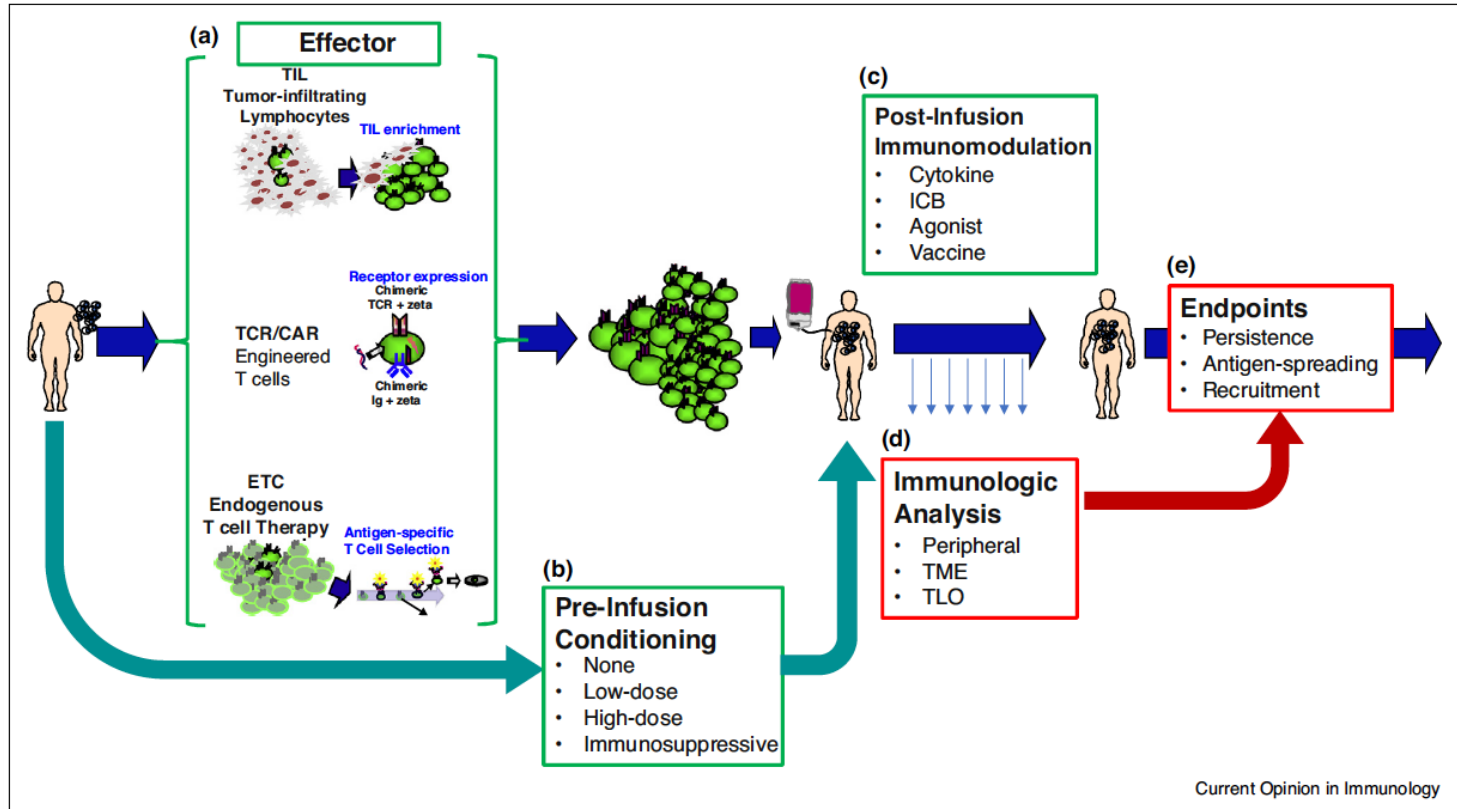 (a)
Effector
TIL
Tumor-infiltrating
Lymphocytes
TIL enrichment
Receptor expression
Chimeric
TCR + zeta
TCR/CAR
Engineered
T cells
Chimeric
Ig + zeta
ETC
Endogenous
T cell Therapy
Antigen-specific
T Cell Selection
(b)
Pre-Infusion
Conditioning
• None
• Low-dose
• High-dose
• Immunosuppressive
(c)
Post-Infusion
Immunomodulation
• Cytokine
• ICB
• Agonist
• Vaccine
(d)
Immunologic
Analysis
• Peripheral
• TME
• TLO
(e)
Endpoints
• Persistence
• Antigen-spreading
• Recruitment
Current Opinion in Immunology